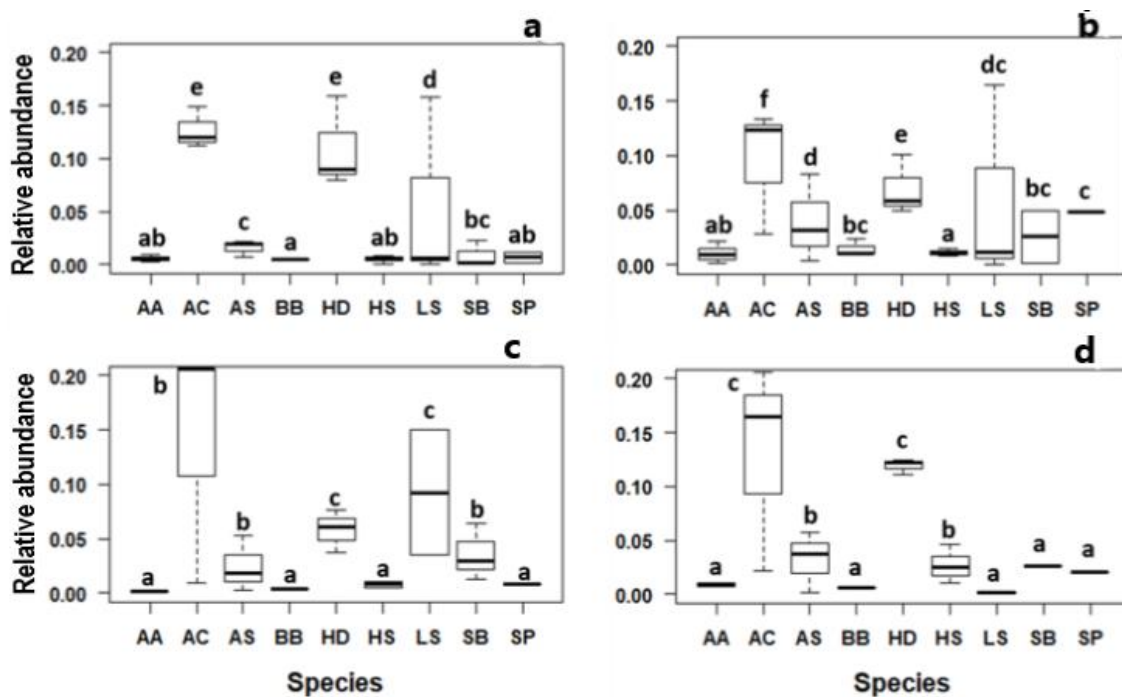 a
Relative abundance
0.20
0.15
0.10
0.05
0.00
ab e c a e ab d bc ab
AA AC AS BB HD HS LS SB SP
b
0.20
0.15
0.10
0.05
0.00
ab f d bc e a dc bc c
AA AC AS BB HD HS LS SB SP
c
Relative abundance
0.20
0.15
0.10
0.05
0.00
a b b a c a c b a
AA AC AS BB HD HS LS SB SP
Species
d
0.20
0.15
0.10
0.05
0.00
a c b a c b a a a
AA AC AS BB HD HS LS SB SP
Species